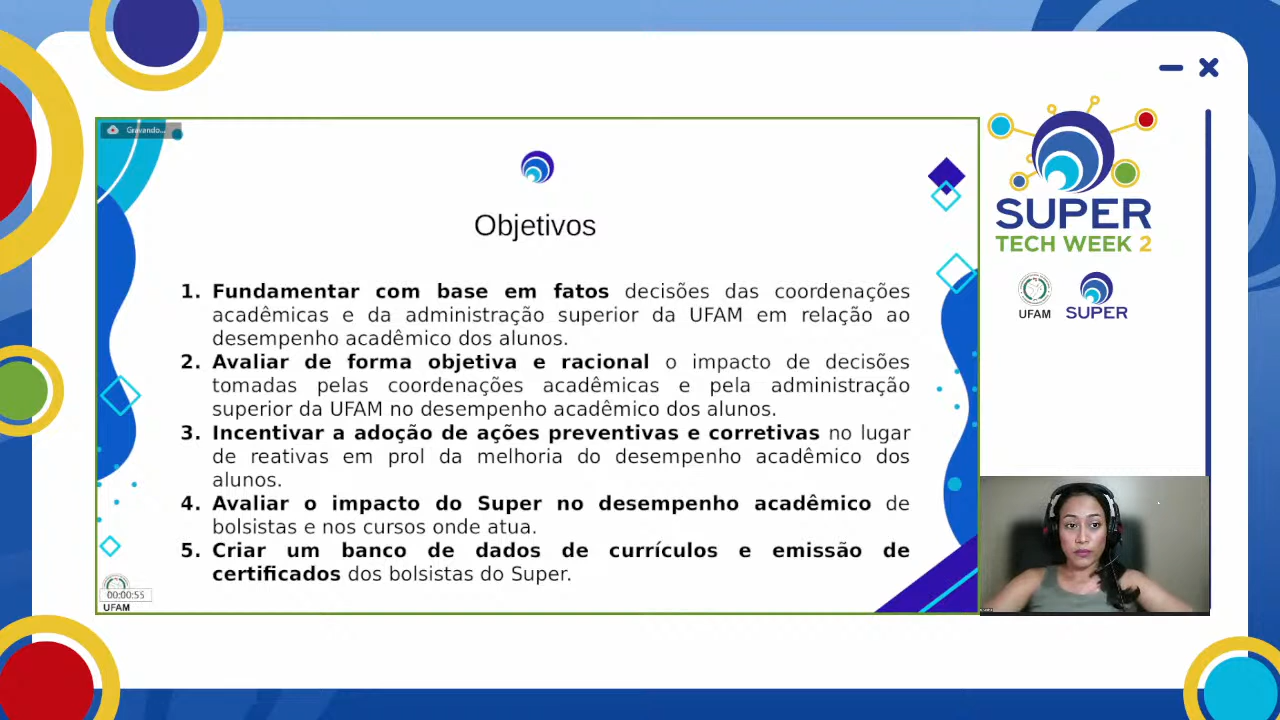 Gravando...
Objetivos
1. Fundamentar com base em fatos decisões das coordenações
acadêmicas e da administração superior da UFAM em relação ao
desempenho acadêmico dos alunos.
2. Avaliar de forma objetiva e racional o impacto de decisões
tomadas pelas coordenações acadêmicas e pela administração
superior da UFAM no desempenho acadêmico dos alunos.
3. Incentivar a adoção de ações preventivas e corretivas no lugar
de reativas em prol da melhoria do desempenho acadêmico dos
alunos.
4. Avaliar o impacto do Super no desempenho acadêmico de
bolsistas e nos cursos onde atua.
5. Criar um banco de dados de currículos e emissão de
certificados dos bolsistas do Super.
00:00:55
UFAM
SUPER
TECH WEEK 2
UFAM
SUPER